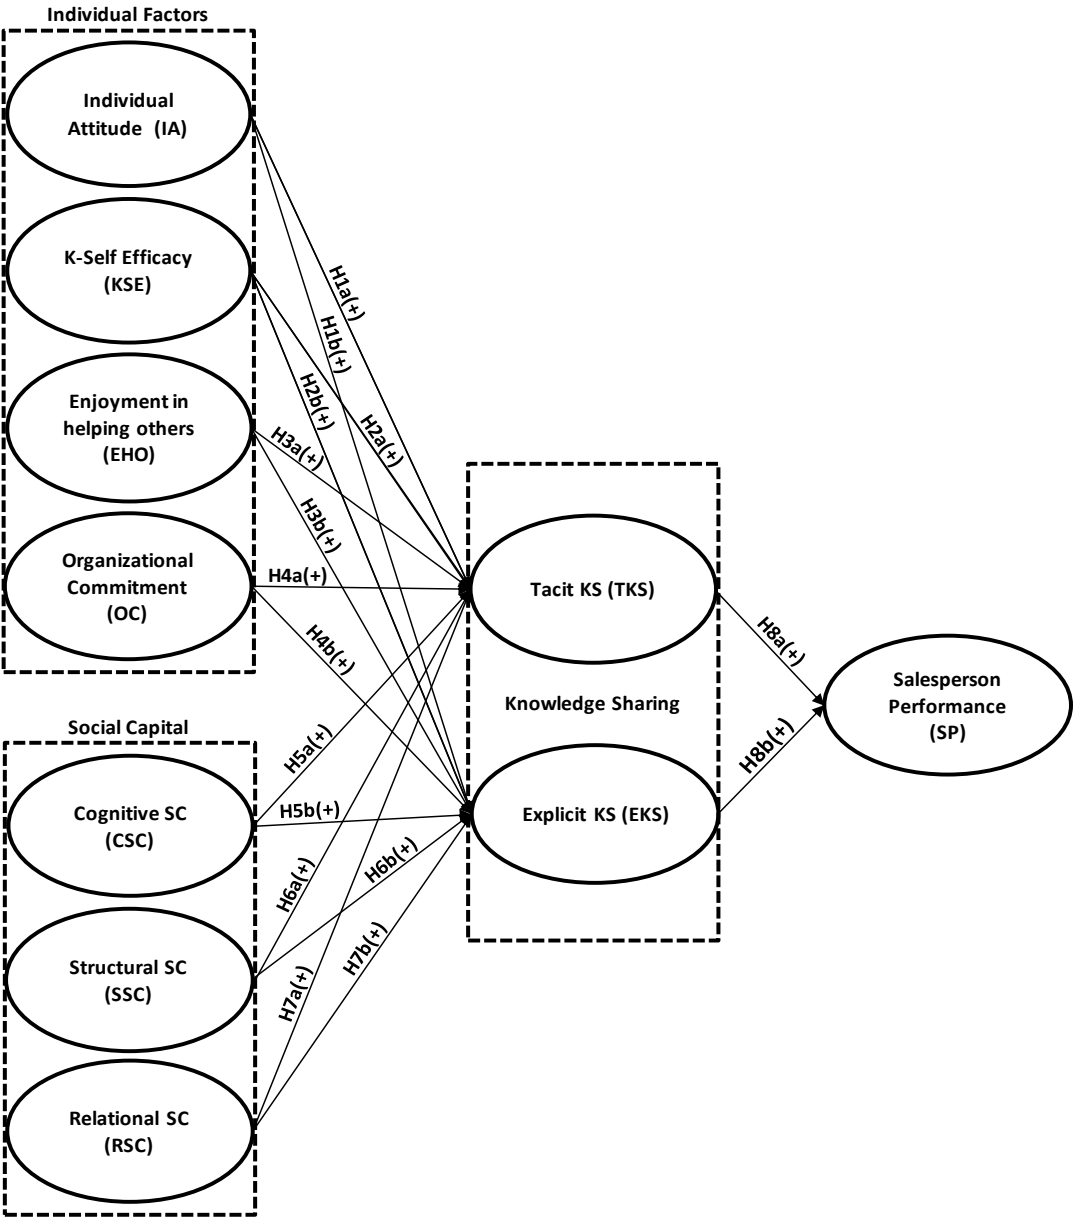 Individual Factors
Individual
Attitude (IA)
K-Self Efficacy
(KSE)
Enjoyment in
helping others
(EHO)
Organizational
Commitment
(OC)
H1a(+)
H1b(+)
H2b(+)
H2a(+)
H3a(+)
H3b(+)
H4a(+)
H4b(+)
Social Capital
Cognitive SC
(CSC)
Structural SC
(SSC)
Relational SC
(RSC)
H5a(+)
H5b(+)
H6a(+)
H6b(+)
H7a(+)
H7b(+)
Tacit KS (TKS)
Knowledge Sharing
Explicit KS (EKS)
H8a(+)
H8b(+)
Salesperson
Performance
(SP)